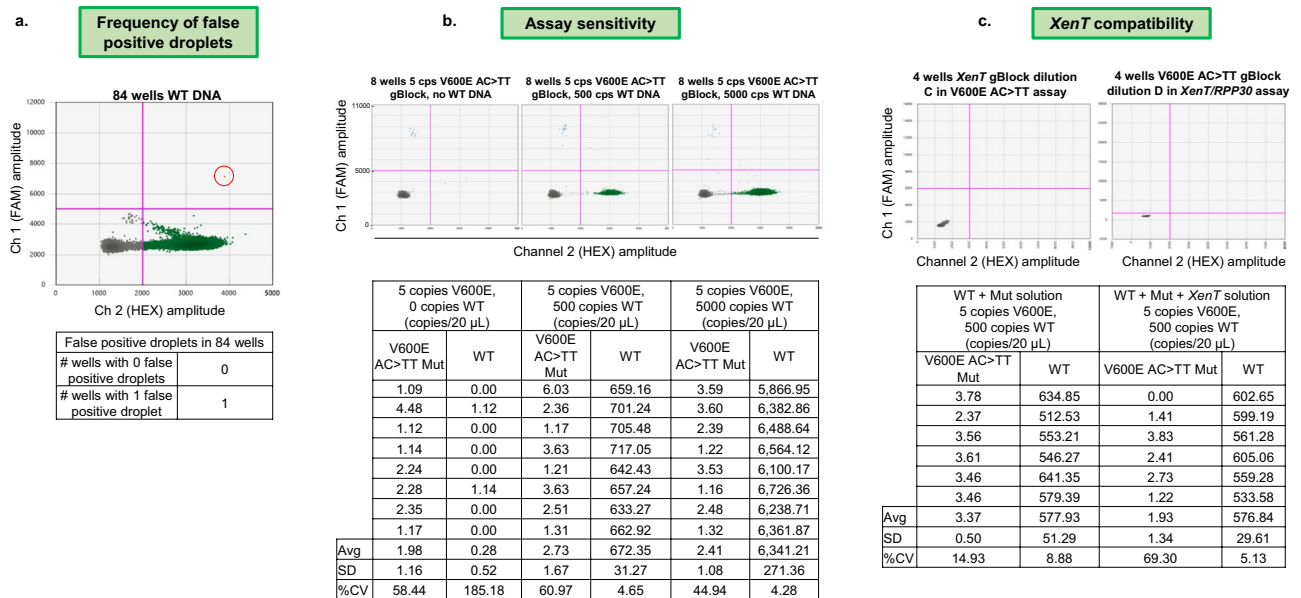 a.
Frequency of false
positive droplets
84 wells WT DNA
Ch 1 (FAM) amplitude
12000
10000
8000
6000
4000
2000
0
0 1000 2000 3000 4000 5000
Ch 2 (HEX) amplitude
False positive droplets in 84 wells
# wells with 0 false positive droplets 0
# wells with 1 false positive droplet 1
b.
Assay sensitivity
8 wells 5 cps V600E AC>TT
gBlock, no WT DNA
8 wells 5 cps V600E AC>TT
gBlock, 500 cps WT DNA
8 wells 5 cps V600E AC>TT
gBlock, 5000 cps WT DNA
Ch 1 (FAM) amplitude
11000
5000
0
Channel 2 (HEX) amplitude
5 copies V600E,
0 copies WT
(copies/20 µL)
5 copies V600E,
500 copies WT
(copies/20 µL)
5 copies V600E,
5000 copies WT
(copies/20 µL)
V600E
AC>TT Mut
WT
V600E
AC>TT
Mut
WT
V600E
AC>TT
Mut
WT
1.09 0.00 6.03 659.16 3.59 5,866.95
4.48 1.12 2.36 701.24 3.60 6,382.86
1.12 0.00 1.17 705.48 2.39 6,488.64
1.14 0.00 3.63 717.05 1.22 6,564.12
2.24 0.00 1.21 642.43 3.53 6,100.17
2.28 1.14 3.63 657.24 1.16 6,726.36
2.35 0.00 2.51 633.27 2.48 6,238.71
1.17 0.00 1.31 662.92 1.32 6,361.87
Avg 1.98 0.28 2.73 672.35 2.41 6,341.21
SD 1.16 0.52 1.67 31.27 1.08 271.36
%CV 58.44 185.18 60.97 4.65 44.94 4.28
c.
XenT compatibility
4 wells XenT gBlock dilution
C in V600E AC>TT assay
4 wells V600E AC>TT gBlock
dilution D in XenT/RPP30 assay
Ch 1 (FAM) amplitude
Channel 2 (HEX) amplitude
Channel 2 (HEX) amplitude
WT + Mut solution
5 copies V600E,
500 copies WT
(copies/20 µL)
WT + Mut + XenT solution
5 copies V600E,
500 copies WT
(copies/20 µL)
V600E AC>TT
Mut
WT
V600E AC>TT Mut
WT
3.78 634.85 0.00 602.65
2.37 512.53 1.41 599.19
3.56 553.21 3.83 561.28
3.61 546.27 2.41 605.06
3.46 641.35 2.73 559.28
3.46 579.39 1.22 533.58
Avg 3.37 577.93 1.93 576.84
SD 0.50 51.29 1.34 29.61
%CV 14.93 8.88 69.30 5.13